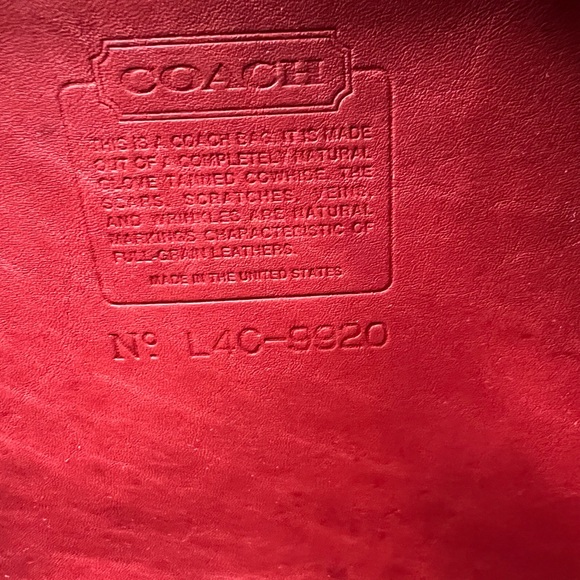 COACH
THIS IS A COACH BAG. IT IS MADE
OUT OF A COMPLETELY NATURAL
GLOVE TANNED COWHIDE. THE
SCARS, SCRATCHES, VEINS
AND WRINKLES ARE NATURAL
MARKINGS CHARACTERISTIC OF
FULL-GRAIN LEATHERS.
MADE IN THE UNITED STATES
Nº L4C-9920